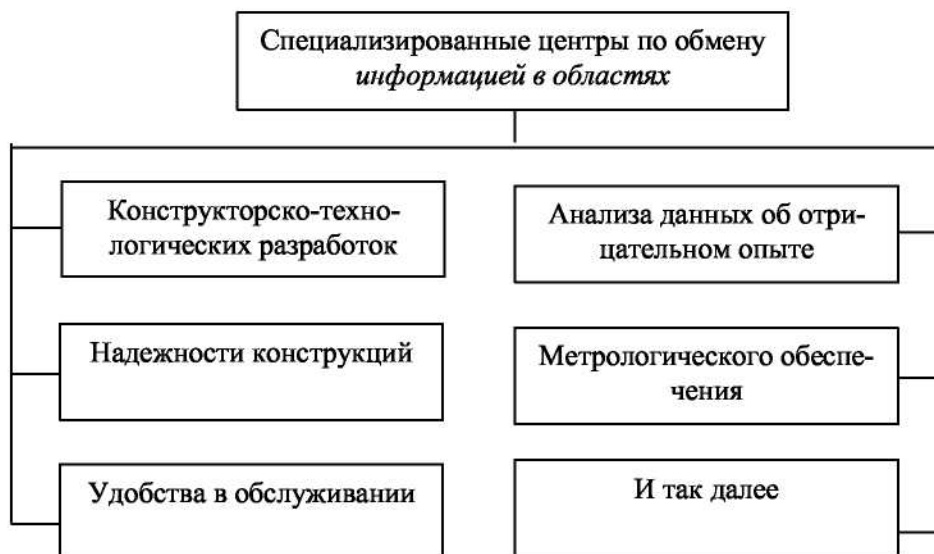 Специализированные центры по обмену
информацией в областях
Конструкторско-техно-
логических разработок
Анализа данных об отри-
цательном опыте
Надежности конструкций
Метрологического обеспе-
чения
Удобства в обслуживании
И так далее